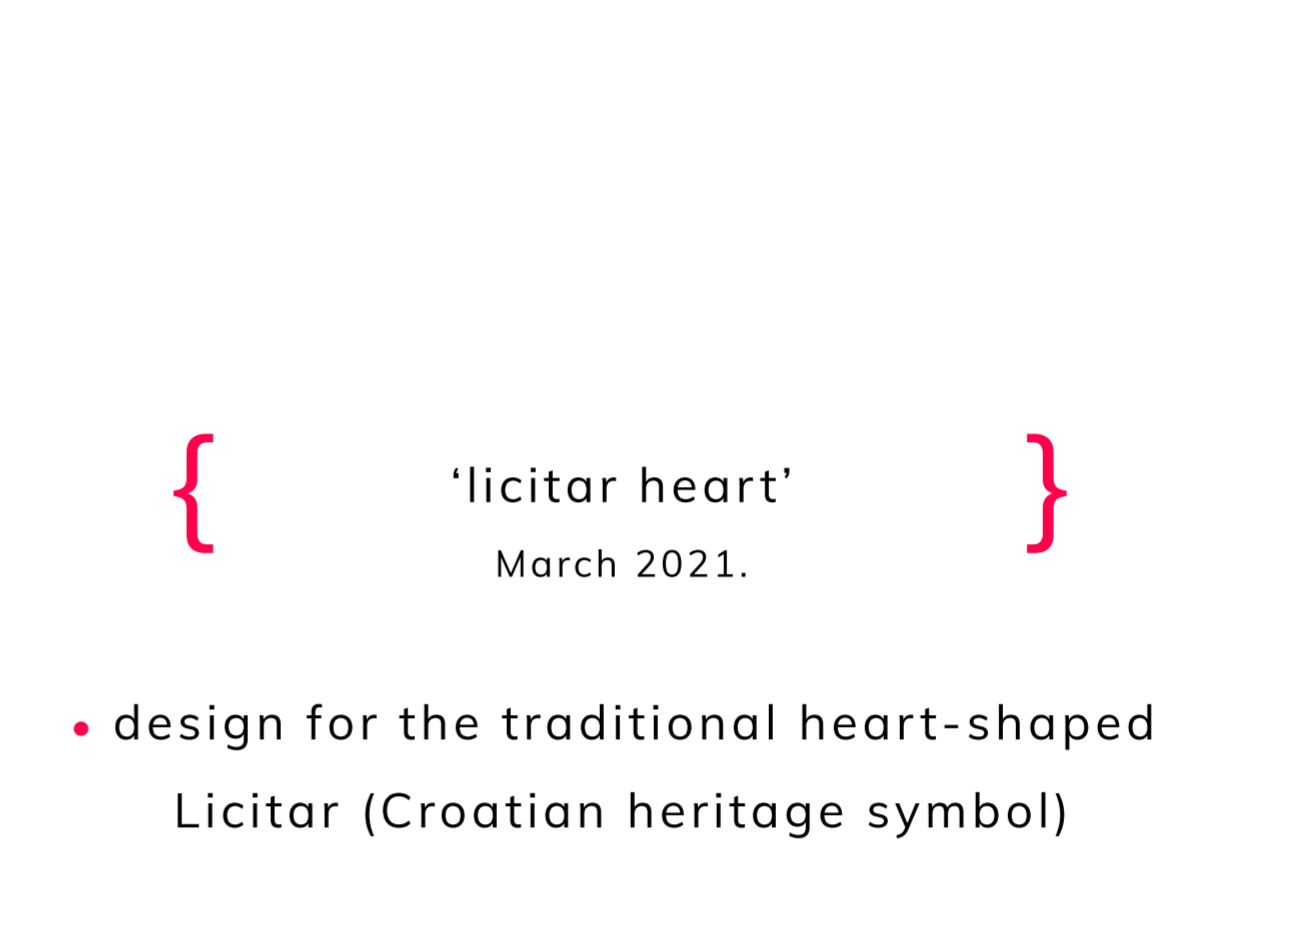 { ‘licitar heart’ }
March 2021.
• design for the traditional heart-shaped
Licitar (Croatian heritage symbol)